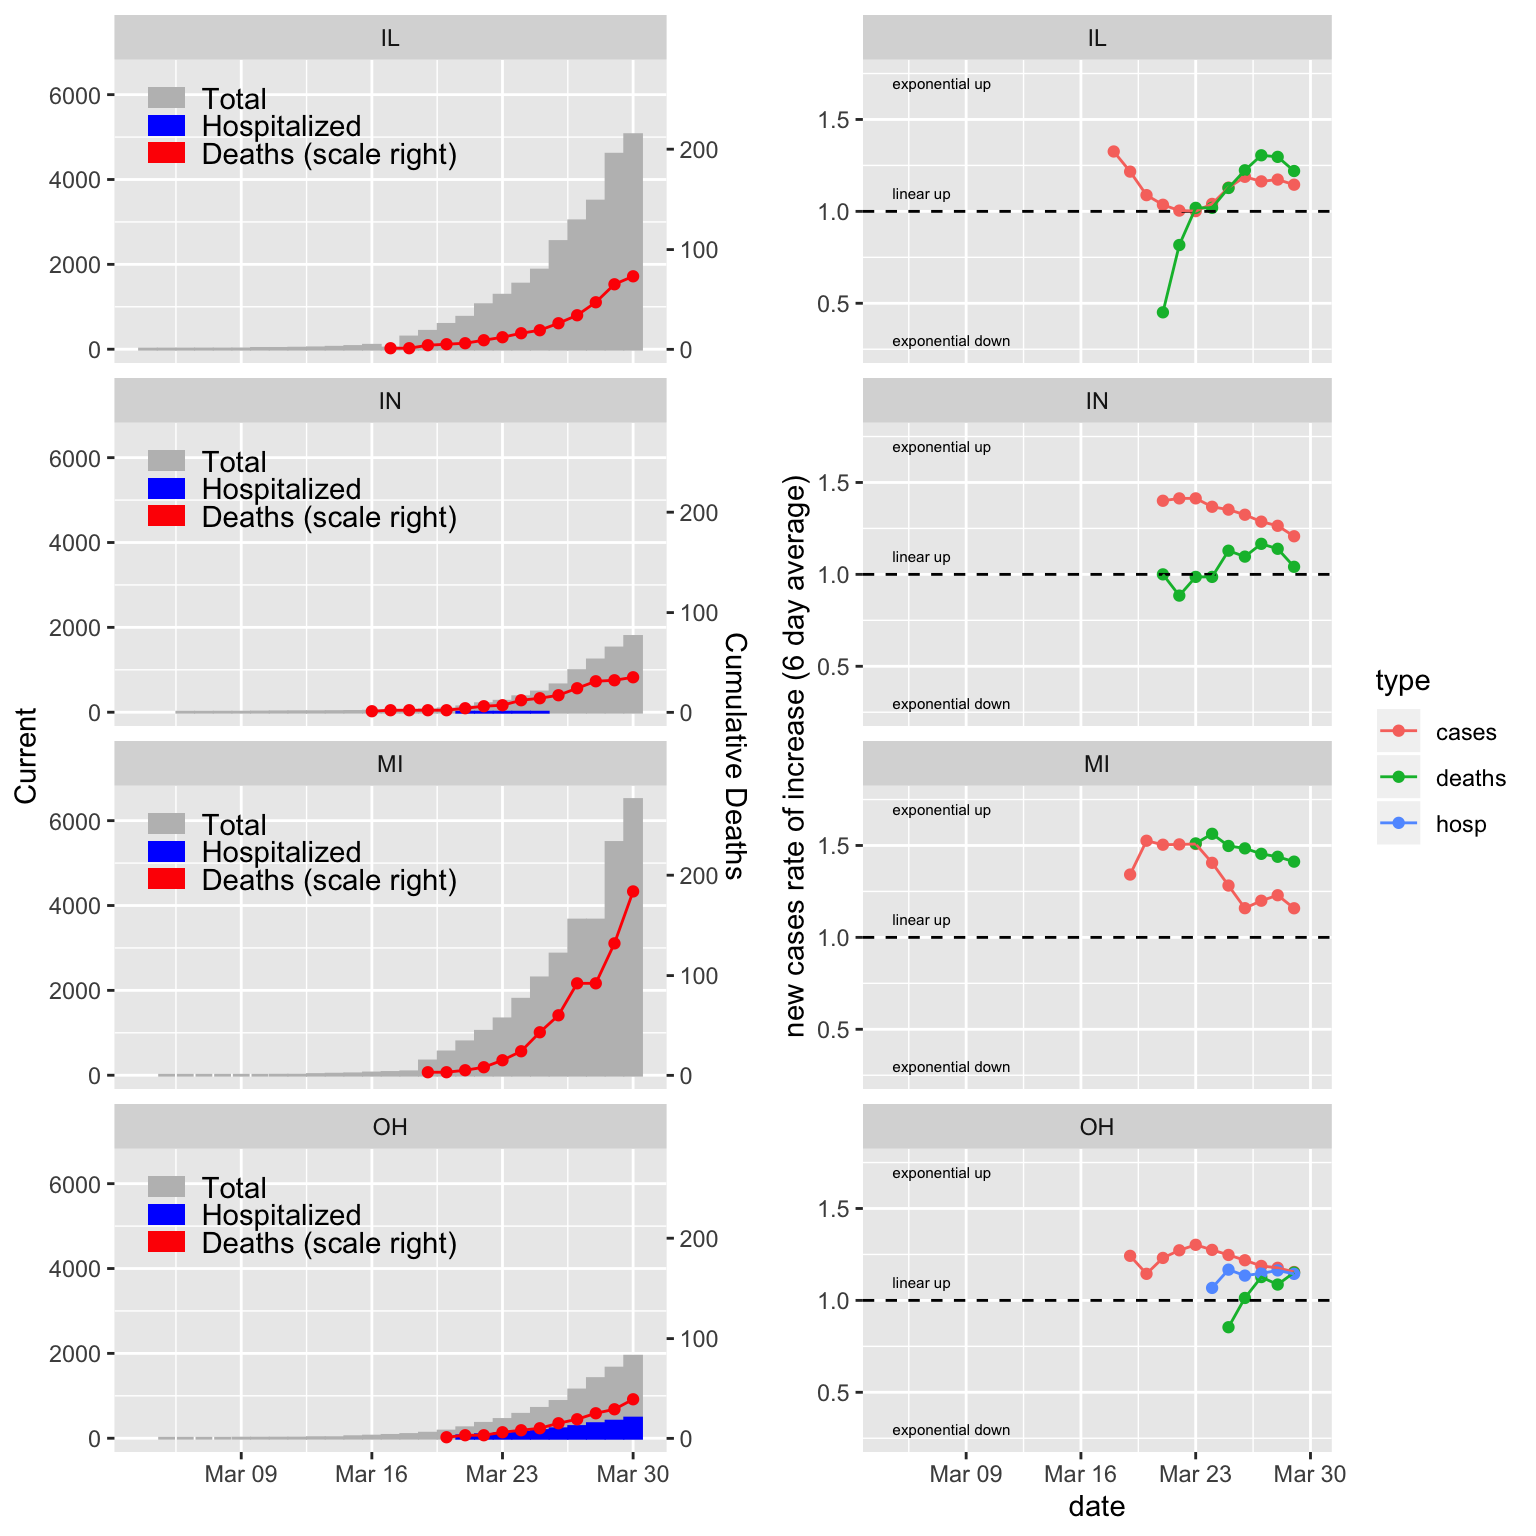 IL
6000
4000
2000
0
Total
Hospitalized
Deaths (scale right)
200
100
0
IN
6000
4000
2000
0
Total
Hospitalized
Deaths (scale right)
200
100
0
MI
6000
4000
2000
0
Total
Hospitalized
Deaths (scale right)
200
100
0
OH
6000
4000
2000
0
Total
Hospitalized
Deaths (scale right)
200
100
0
Mar 09
Mar 16
Mar 23
Mar 30
Current
Cumulative Deaths
IL
1.5
1.0
0.5
exponential up
linear up
exponential down
IN
1.5
1.0
0.5
exponential up
linear up
exponential down
MI
1.5
1.0
0.5
exponential up
linear up
exponential down
OH
1.5
1.0
0.5
exponential up
linear up
exponential down
Mar 09
Mar 16
Mar 23
Mar 30
date
new cases rate of increase (6 day average)
type
cases
deaths
hosp